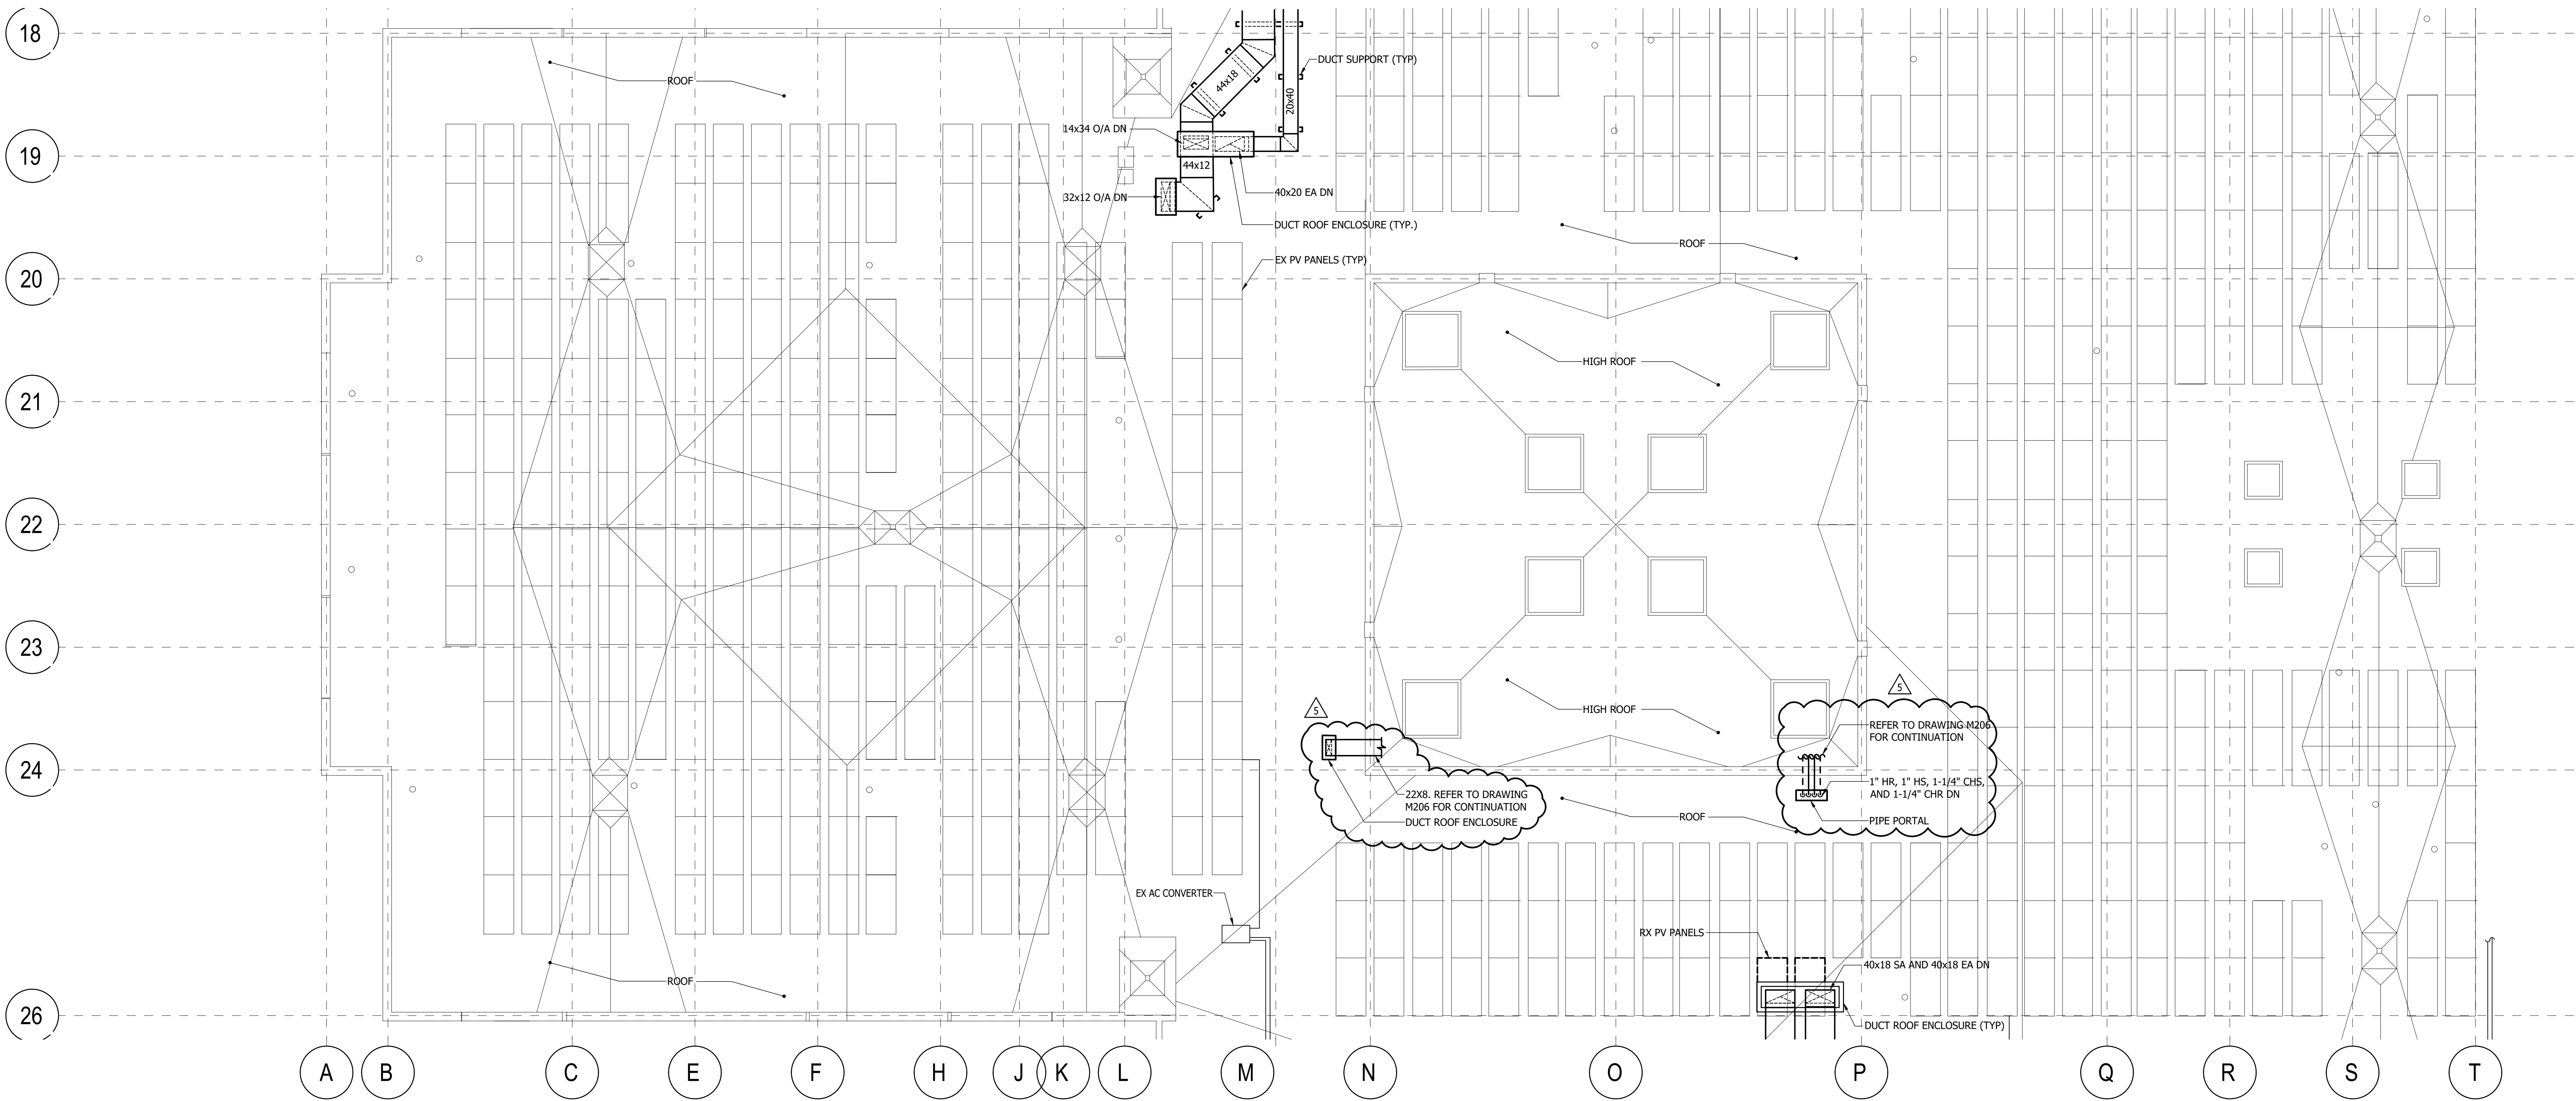 18
ROOF
DUCT SUPPORT (TYP)
44x18
20x40
14x34 O/A DN
19
44x12
32x12 O/A DN
40x20 EA DN
DUCT ROOF ENCLOSURE (TYP.)
ROOF
EX PV PANELS (TYP)
20
HIGH ROOF
21
22
23
5
5
HIGH ROOF
REFER TO DRAWING M206
FOR CONTINUATION
24
1" HR, 1" HS, 1-1/4" CHS,
AND 1-1/4" CHR DN
22X8. REFER TO DRAWING
M206 FOR CONTINUATION
DUCT ROOF ENCLOSURE
ROOF
PIPE PORTAL
EX AC CONVERTER
RX PV PANELS
40x18 SA AND 40x18 EA DN
ROOF
26
DUCT ROOF ENCLOSURE (TYP)
A
B
C
E
F
H
J
K
L
M
N
O
P
Q
R
S
T